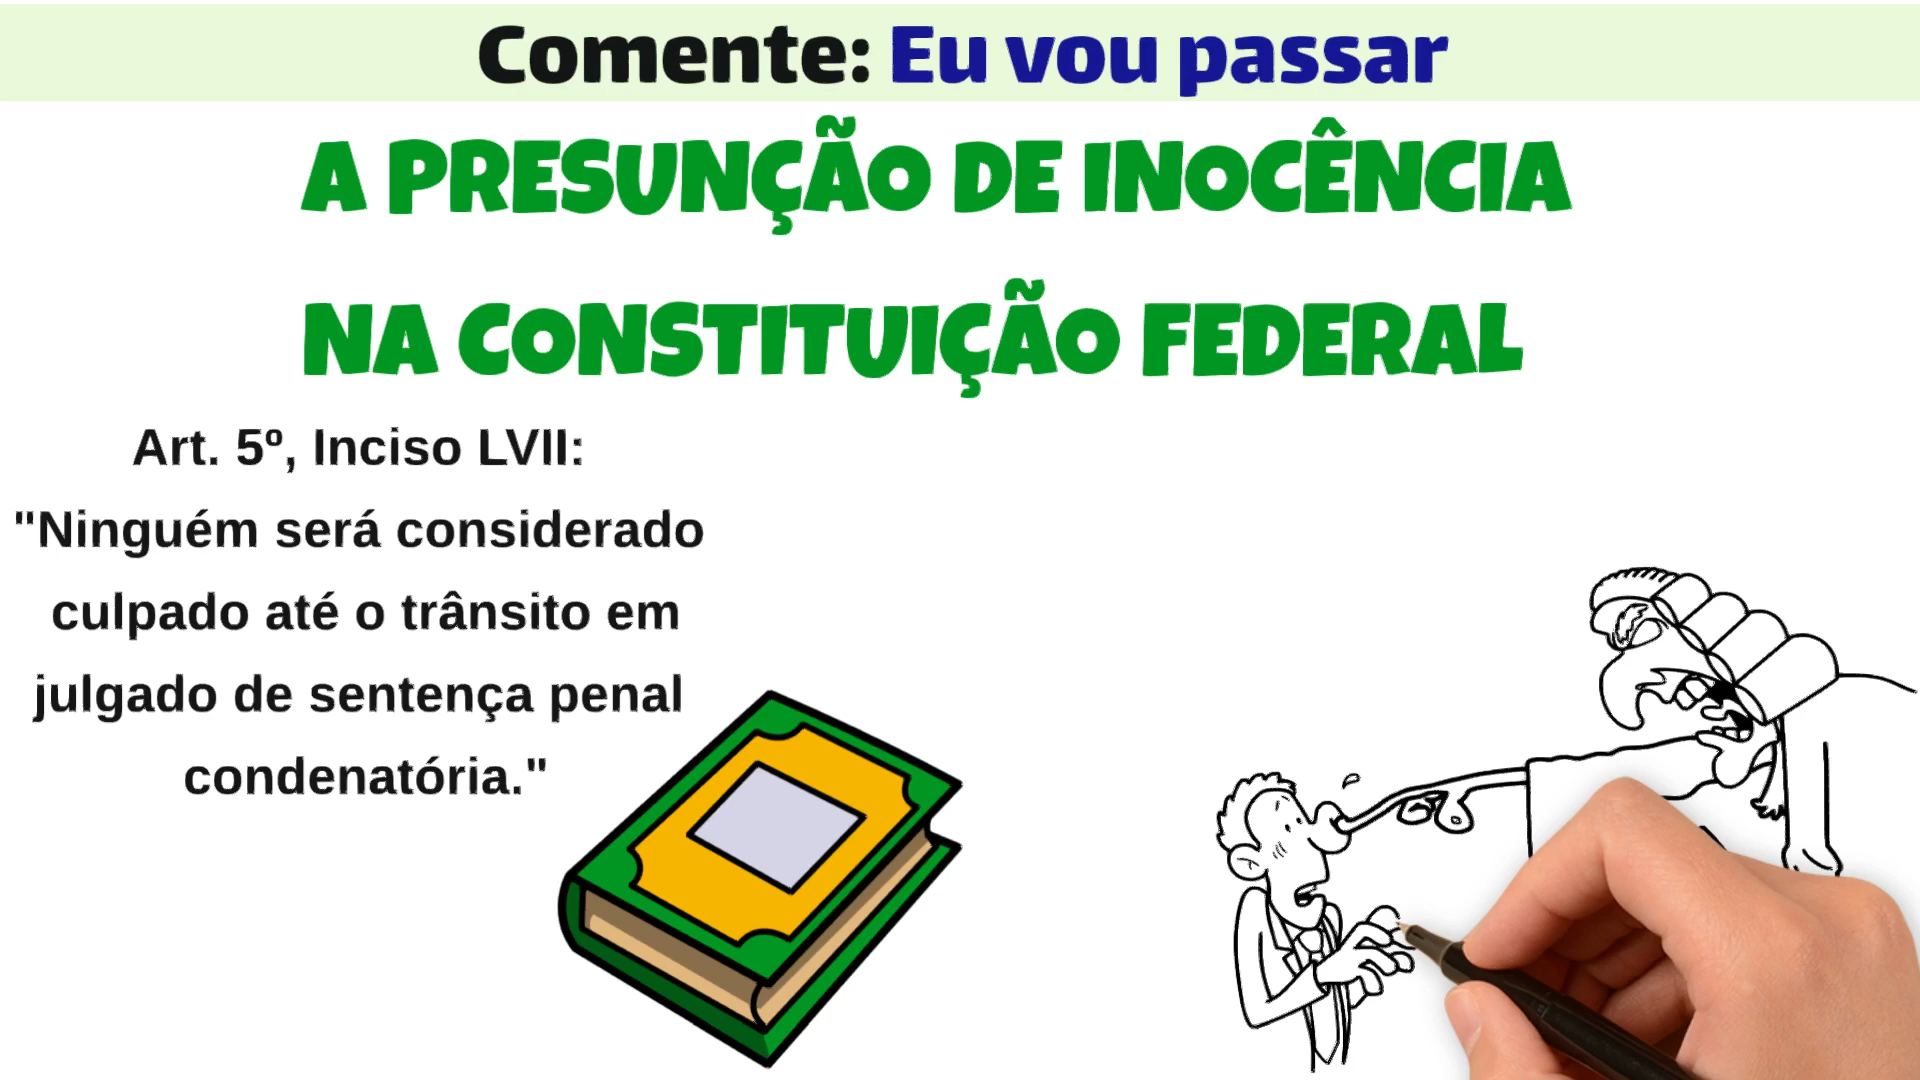 Comente: Eu vou passar
A PRESUNÇÃO DE INOCÊNCIA
NA CONSTITUIÇÃO FEDERAL
Art. 5º, Inciso LVII:
"Ninguém será considerado
culpado até o trânsito em
julgado de sentença penal
condenatória."